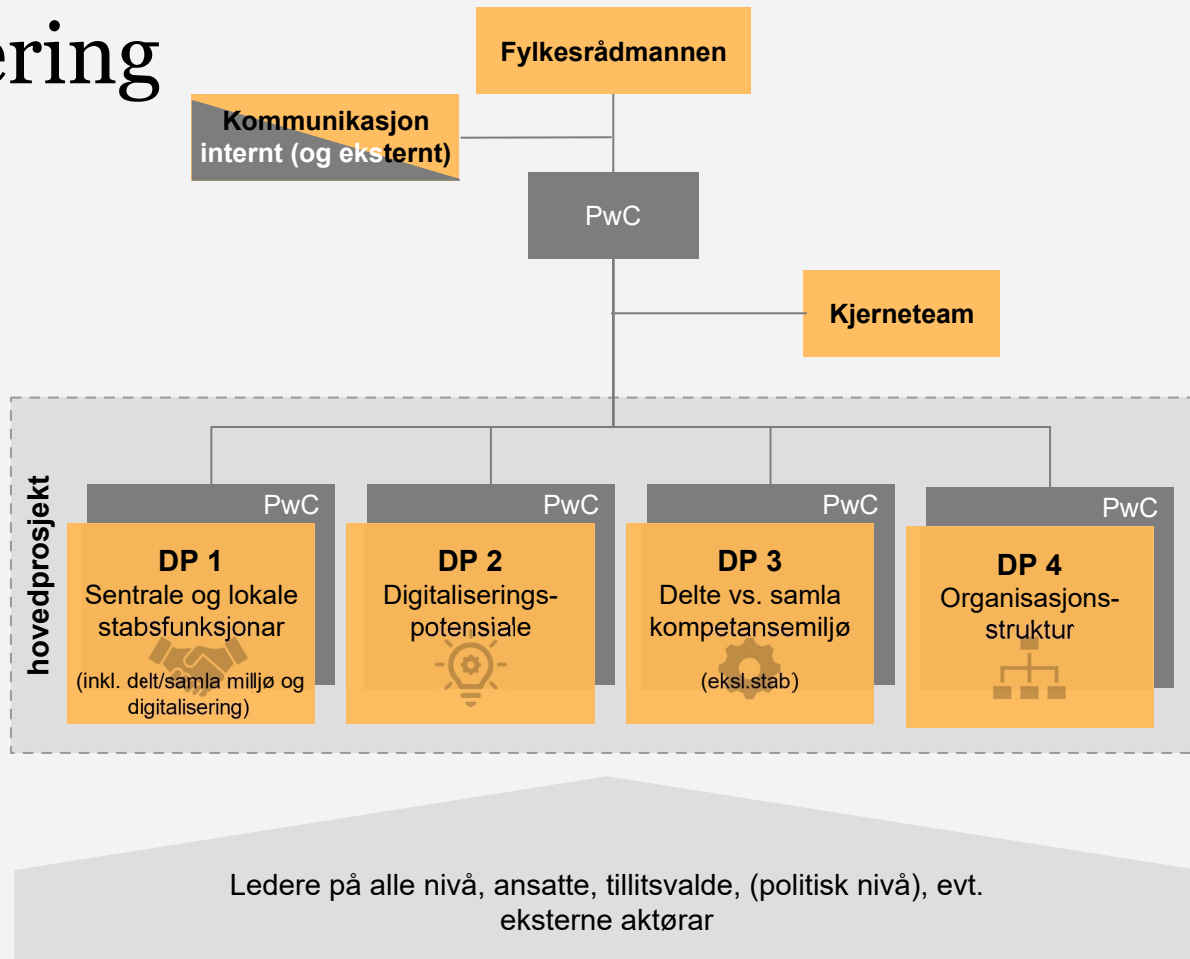 ering
Fylkesrådmannen
Kommunikasjon
internt (og eksternt)
PwC
Kjerneteam
hovedprosjekt
PwC
DP 1
Sentrale og lokale
stabsfunksjonar
(inkl. delt/samla milljø og
digitalisering)
PwC
DP 2
Digitaliserings-
potensiale
PwC
DP 3
Delte vs. samla
kompetansemiljø
(eksl.stab)
PwC
DP 4
Organisasjons-
struktur
Ledere på alle nivå, ansatte, tillitsvalde, (politisk nivå), evt.
eksterne aktørar